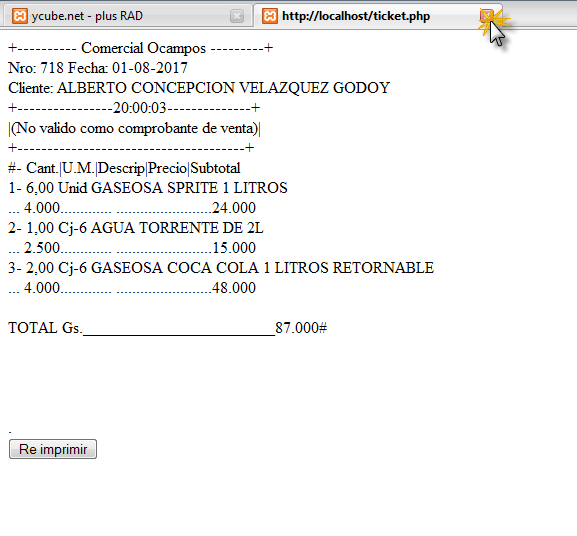 ycube.net - plus RAD
http://localhost/ticket.php
+---------- Comercial Ocampos ---------+
Nro: 718 Fecha: 01-08-2017
Cliente: ALBERTO CONCEPCION VELAZQUEZ GODOY
+----------------20:00:03--------------+
|(No valido como comprobante de venta)|
+--------------------------------------+
#- Cant.|U.M.|Descrip|Precio|Subtotal
1- 6,00 Unid GASEOSA SPRITE 1 LITROS
... 4.000............. ........................24.000
2- 1,00 Cj-6 AGUA TORRENTE DE 2L
... 2.500............. ........................15.000
3- 2,00 Cj-6 GASEOSA COCA COLA 1 LITROS RETORNABLE
... 4.000............. ........................48.000
TOTAL Gs.________________________87.000#
.
Re imprimir